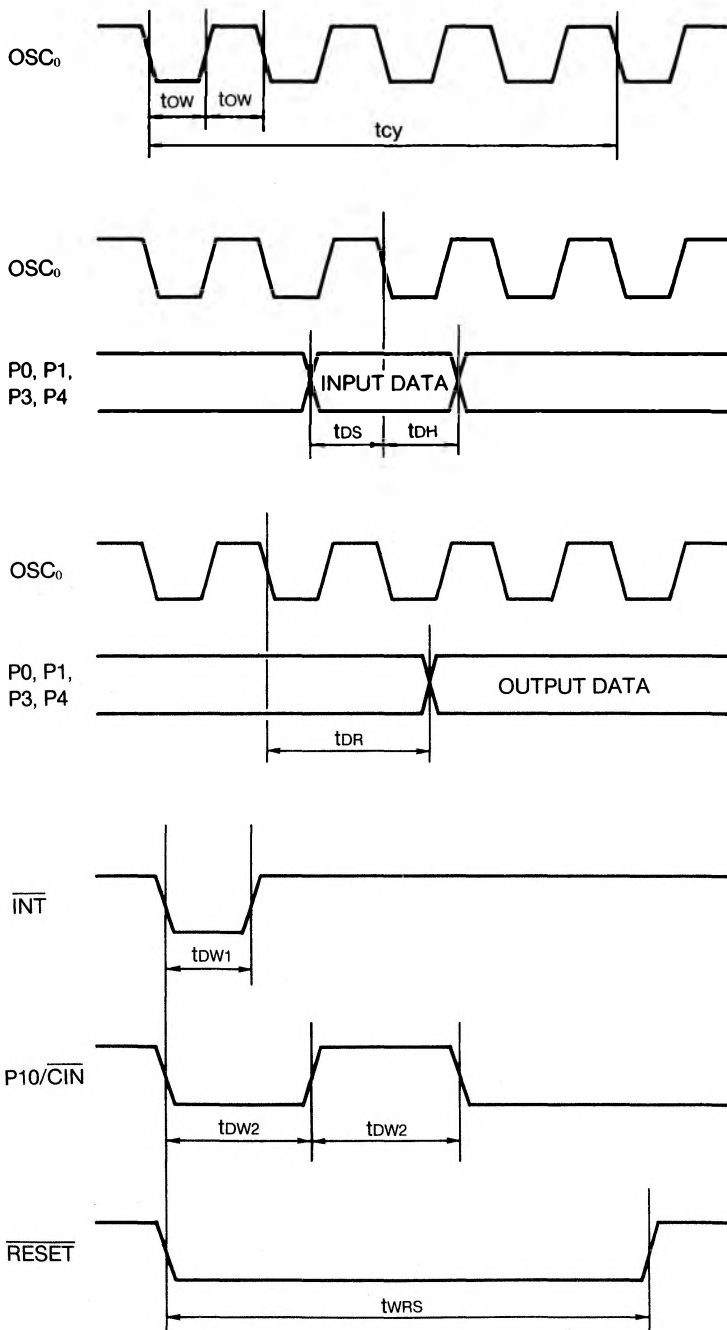 OSC₀
tOW tOW
tCY
OSC₀
P0, P1,
P3, P4
INPUT DATA
tDS tDH
OSC₀
P0, P1,
P3, P4
OUTPUT DATA
tDR
INT
tDW1
P10/CIN
tDW2 tDW2
RESET
tWRS